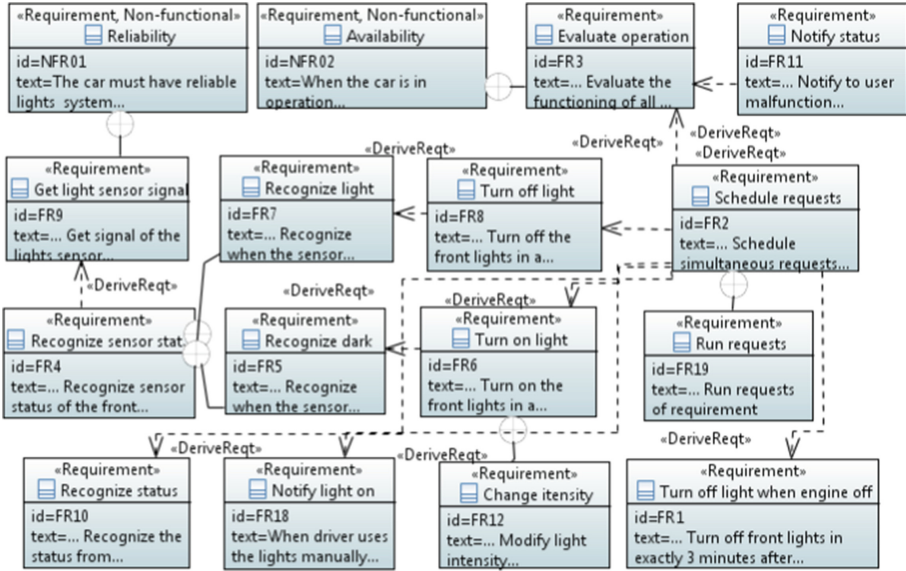 «Requirement, Non-functional»
Reliability
id=NFR01
text=The car must have reliable
lights system...
«Requirement, Non-functional»
Availability
id=NFR02
text=When the car is in
operation...
«Requirement»
Evaluate operation
id=FR3
text=... Evaluate the
functioning of all ...
«Requirement»
Notify status
id=FR11
text=... Notify to user
malfunction...
«DeriveReqt»
«DeriveReqt»
«DeriveReqt»
«DeriveReqt»
«Requirement»
Get light sensor signal
id=FR9
text=... Get signal of the
lights sensor...
«Requirement»
Recognize light
id=FR7
text=... Recognize
when the sensor...
«Requirement»
Turn off light
id=FR8
text=... Turn off the
front lights in a...
«Requirement»
Schedule requests
id=FR2
text=... Schedule
simultaneous requests...
«DeriveReqt»
«DeriveReqt»
«DeriveReqt»
«Requirement»
Recognize sensor stat
id=FR4
text=... Recognize sensor
status of the front...
«Requirement»
Recognize dark
id=FR5
text=... Recognize
when the sensor...
«Requirement»
Turn on light
id=FR6
text=... Turn on the
front lights in a...
«Requirement»
Run requests
id=FR19
text=... Run requests
of requirement
«DeriveReqt»
«DeriveReqt»
«DeriveReqt»
«Requirement»
Recognize status
id=FR10
text=... Recognize the
status from...
«Requirement»
Notify light on
id=FR18
text=When driver uses
the lights manually...
«Requirement»
Change itensity
id=FR12
text=... Modify light
intensity...
«Requirement»
Turn off light when engine off
id=FR1
text=... Turn off front lights in
exactly 3 minutes after...